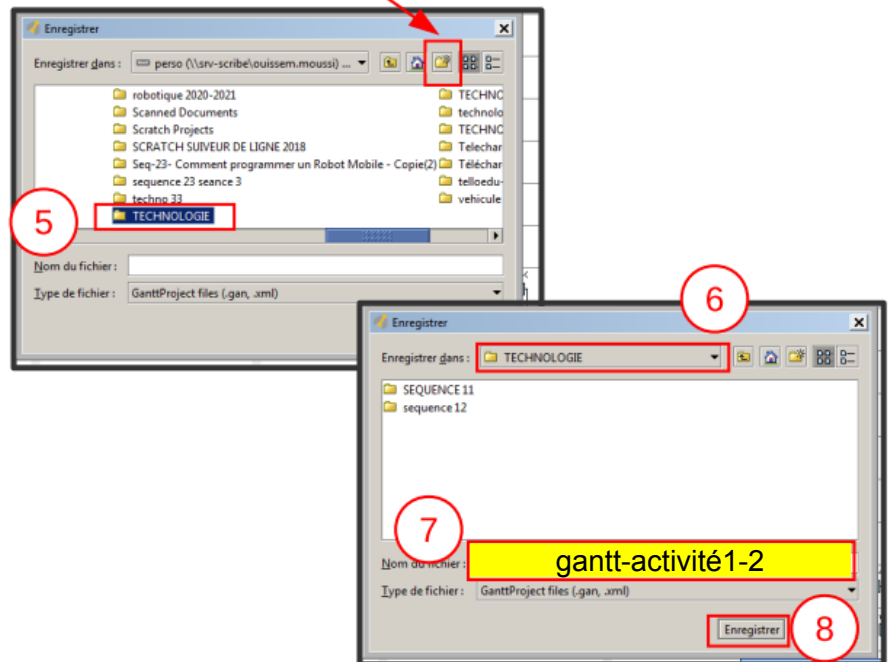 Enregistrer
Enregistrer dans : perso (\\srv-scribe\ouissem.moussi) ...
robotique 2020-2021
Scanned Documents
Scratch Projects
SCRATCH SUIVEUR DE LIGNE 2018
Seq-23- Comment programmer un Robot Mobile - Copie(2)
sequence 23 seance 3
techno 33
TECHNOLOGIE
TECHNC
technolo
TECHNC
Telechar
Téléchar
telloedu-
vehicule
5
Nom du fichier :
Type de fichier : GanttProject files (.gan, .xml)
6
Enregistrer
Enregistrer dans : TECHNOLOGIE
SEQUENCE 11
sequence 12
7
Nom du fichier : gantt-activité1-2
Type de fichier : GanttProject files (.gan, .xml)
Enregistrer
8